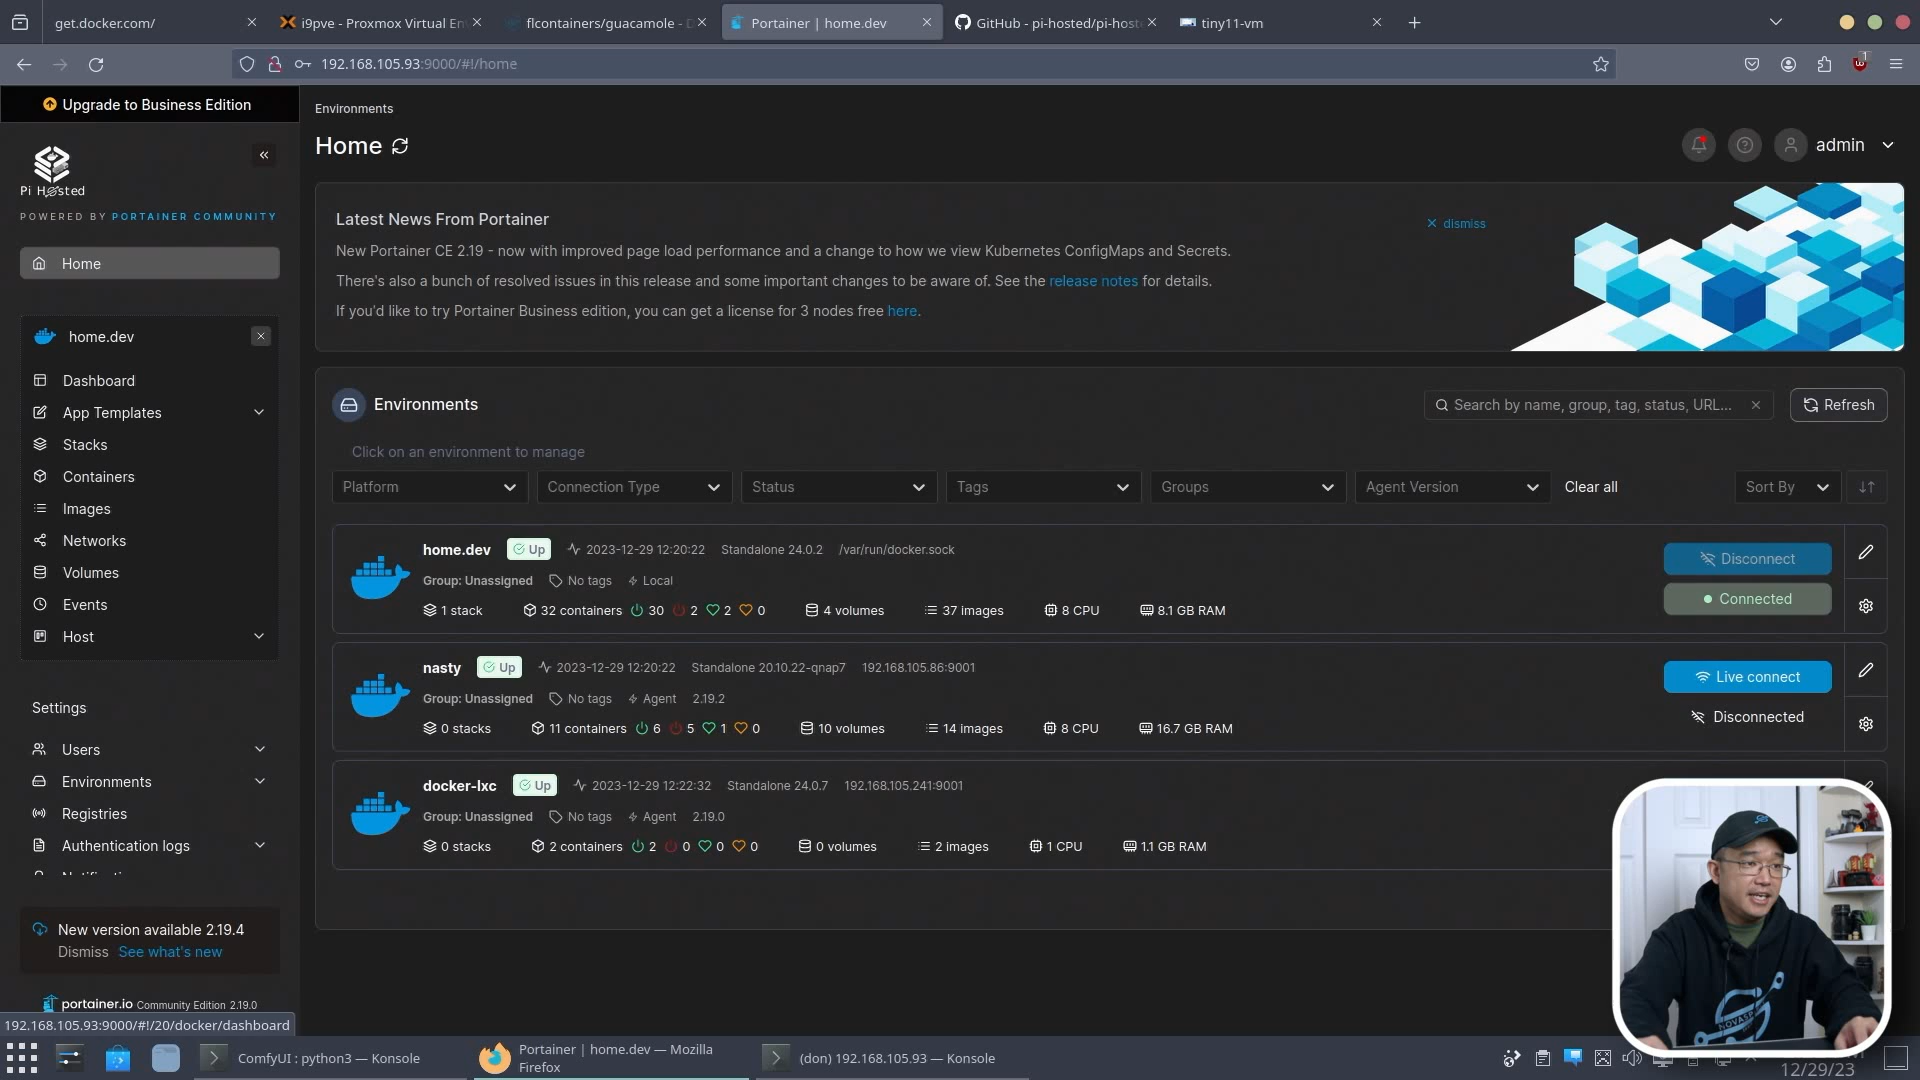 get.docker.com/
i9pve - Proxmox Virtual En
flcontainers/guacamole - D
Portainer | home.dev
GitHub - pi-hosted/pi-host
tiny11-vm
192.168.105.93:9000/#!/home
Upgrade to Business Edition
Pi Hosted
POWERED BY PORTAINER COMMUNITY
Home
home.dev
Dashboard
App Templates
Stacks
Containers
Images
Networks
Volumes
Events
Host
Settings
Users
Environments
Registries
Authentication logs
New version available 2.19.4
Dismiss See what's new
portainer.io Community Edition 2.19.0
192.168.105.93:9000/#!/20/docker/dashboard
Environments
Home
admin
Latest News From Portainer
dismiss
New Portainer CE 2.19 - now with improved page load performance and a change to how we view Kubernetes ConfigMaps and Secrets.
There's also a bunch of resolved issues in this release and some important changes to be aware of. See the release notes for details.
If you'd like to try Portainer Business edition, you can get a license for 3 nodes free here.
Environments
Search by name, group, tag, status, URL...
Refresh
Click on an environment to manage
Platform Connection Type Status Tags Groups Agent Version Clear all Sort By
home.dev Up 2023-12-29 12:20:22 Standalone 24.0.2 /var/run/docker.sock
Disconnect
Group: Unassigned No tags Local
Connected
1 stack 32 containers 30 2 2 0 4 volumes 37 images 8 CPU 8.1 GB RAM
nasty Up 2023-12-29 12:20:22 Standalone 20.10.22-qnap7 192.168.105.86:9001
Live connect
Group: Unassigned No tags Agent 2.19.2
Disconnected
0 stacks 11 containers 6 5 1 0 10 volumes 14 images 8 CPU 16.7 GB RAM
docker-lxc Up 2023-12-29 12:22:32 Standalone 24.0.7 192.168.105.241:9001
Group: Unassigned No tags Agent 2.19.0
0 stacks 2 containers 2 0 0 0 0 volumes 2 images 1 CPU 1.1 GB RAM
ComfyUI : python3 — Konsole
Portainer | home.dev — Mozilla
Firefox
(don) 192.168.105.93 — Konsole
12/29/23